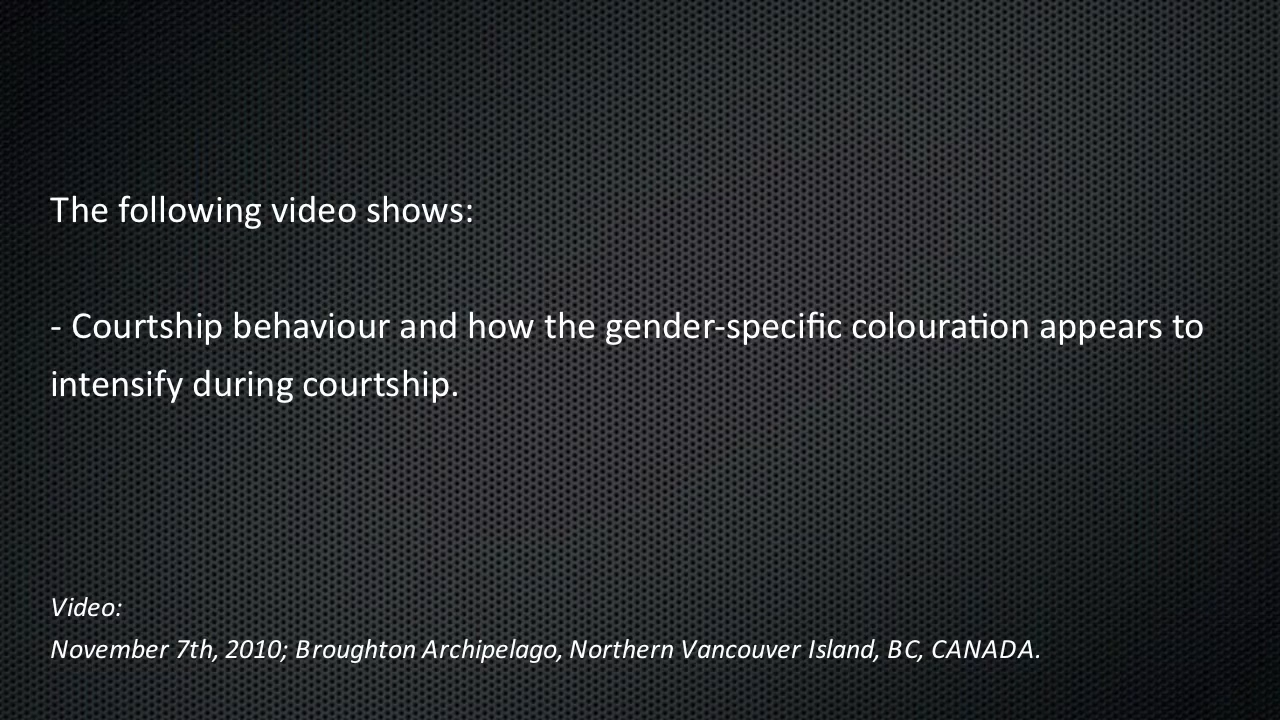 The following video shows:
- Courtship behaviour and how the gender-specific colouration appears to
intensify during courtship.
Video:
November 7th, 2010; Broughton Archipelago, Northern Vancouver Island, BC, CANADA.